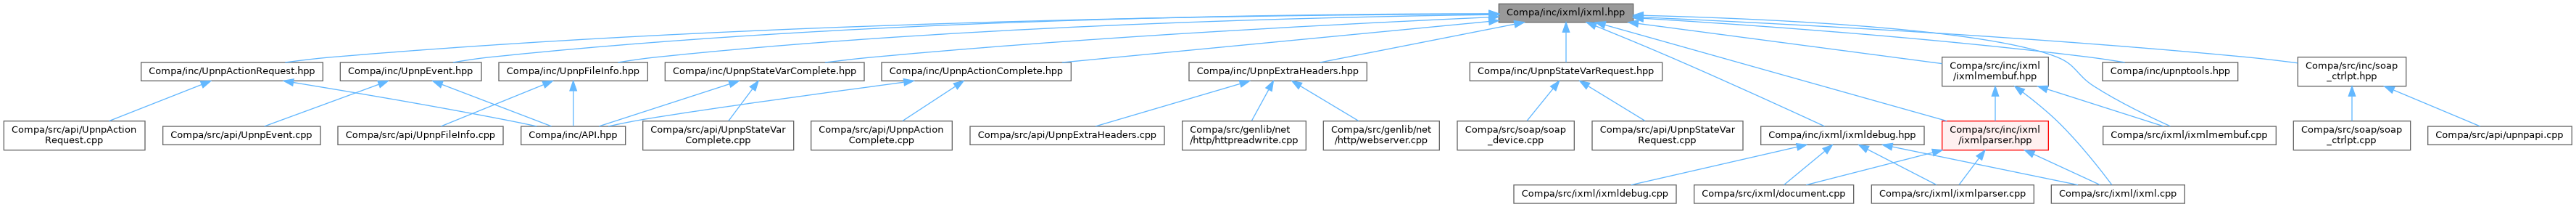 Compa/inc/ixml/ixml.hpp
Compa/inc/UpnpActionRequest.hpp
Compa/inc/UpnpEvent.hpp
Compa/inc/UpnpFileInfo.hpp
Compa/inc/UpnpStateVarComplete.hpp
Compa/inc/UpnpActionComplete.hpp
Compa/inc/UpnpExtraHeaders.hpp
Compa/inc/UpnpStateVarRequest.hpp
Compa/src/inc/ixml
/ixmlmembuf.hpp
Compa/inc/upnptools.hpp
Compa/src/inc/soap
_ctrlpt.hpp
Compa/src/api/UpnpAction
Request.cpp
Compa/src/api/UpnpEvent.cpp
Compa/src/api/UpnpFileInfo.cpp
Compa/inc/API.hpp
Compa/src/api/UpnpStateVar
Complete.cpp
Compa/src/api/UpnpAction
Complete.cpp
Compa/src/api/UpnpExtraHeaders.cpp
Compa/src/genlib/net
/http/httpreadwrite.cpp
Compa/src/genlib/net
/http/webserver.cpp
Compa/src/soap/soap
_device.cpp
Compa/src/api/UpnpStateVar
Request.cpp
Compa/inc/ixml/ixmldebug.hpp
Compa/src/inc/ixml
/ixmlparser.hpp
Compa/src/ixml/ixmlmembuf.cpp
Compa/src/soap/soap
_ctrlpt.cpp
Compa/src/api/upnpapi.cpp
Compa/src/ixml/ixmldebug.cpp
Compa/src/ixml/document.cpp
Compa/src/ixml/ixmlparser.cpp
Compa/src/ixml/ixml.cpp